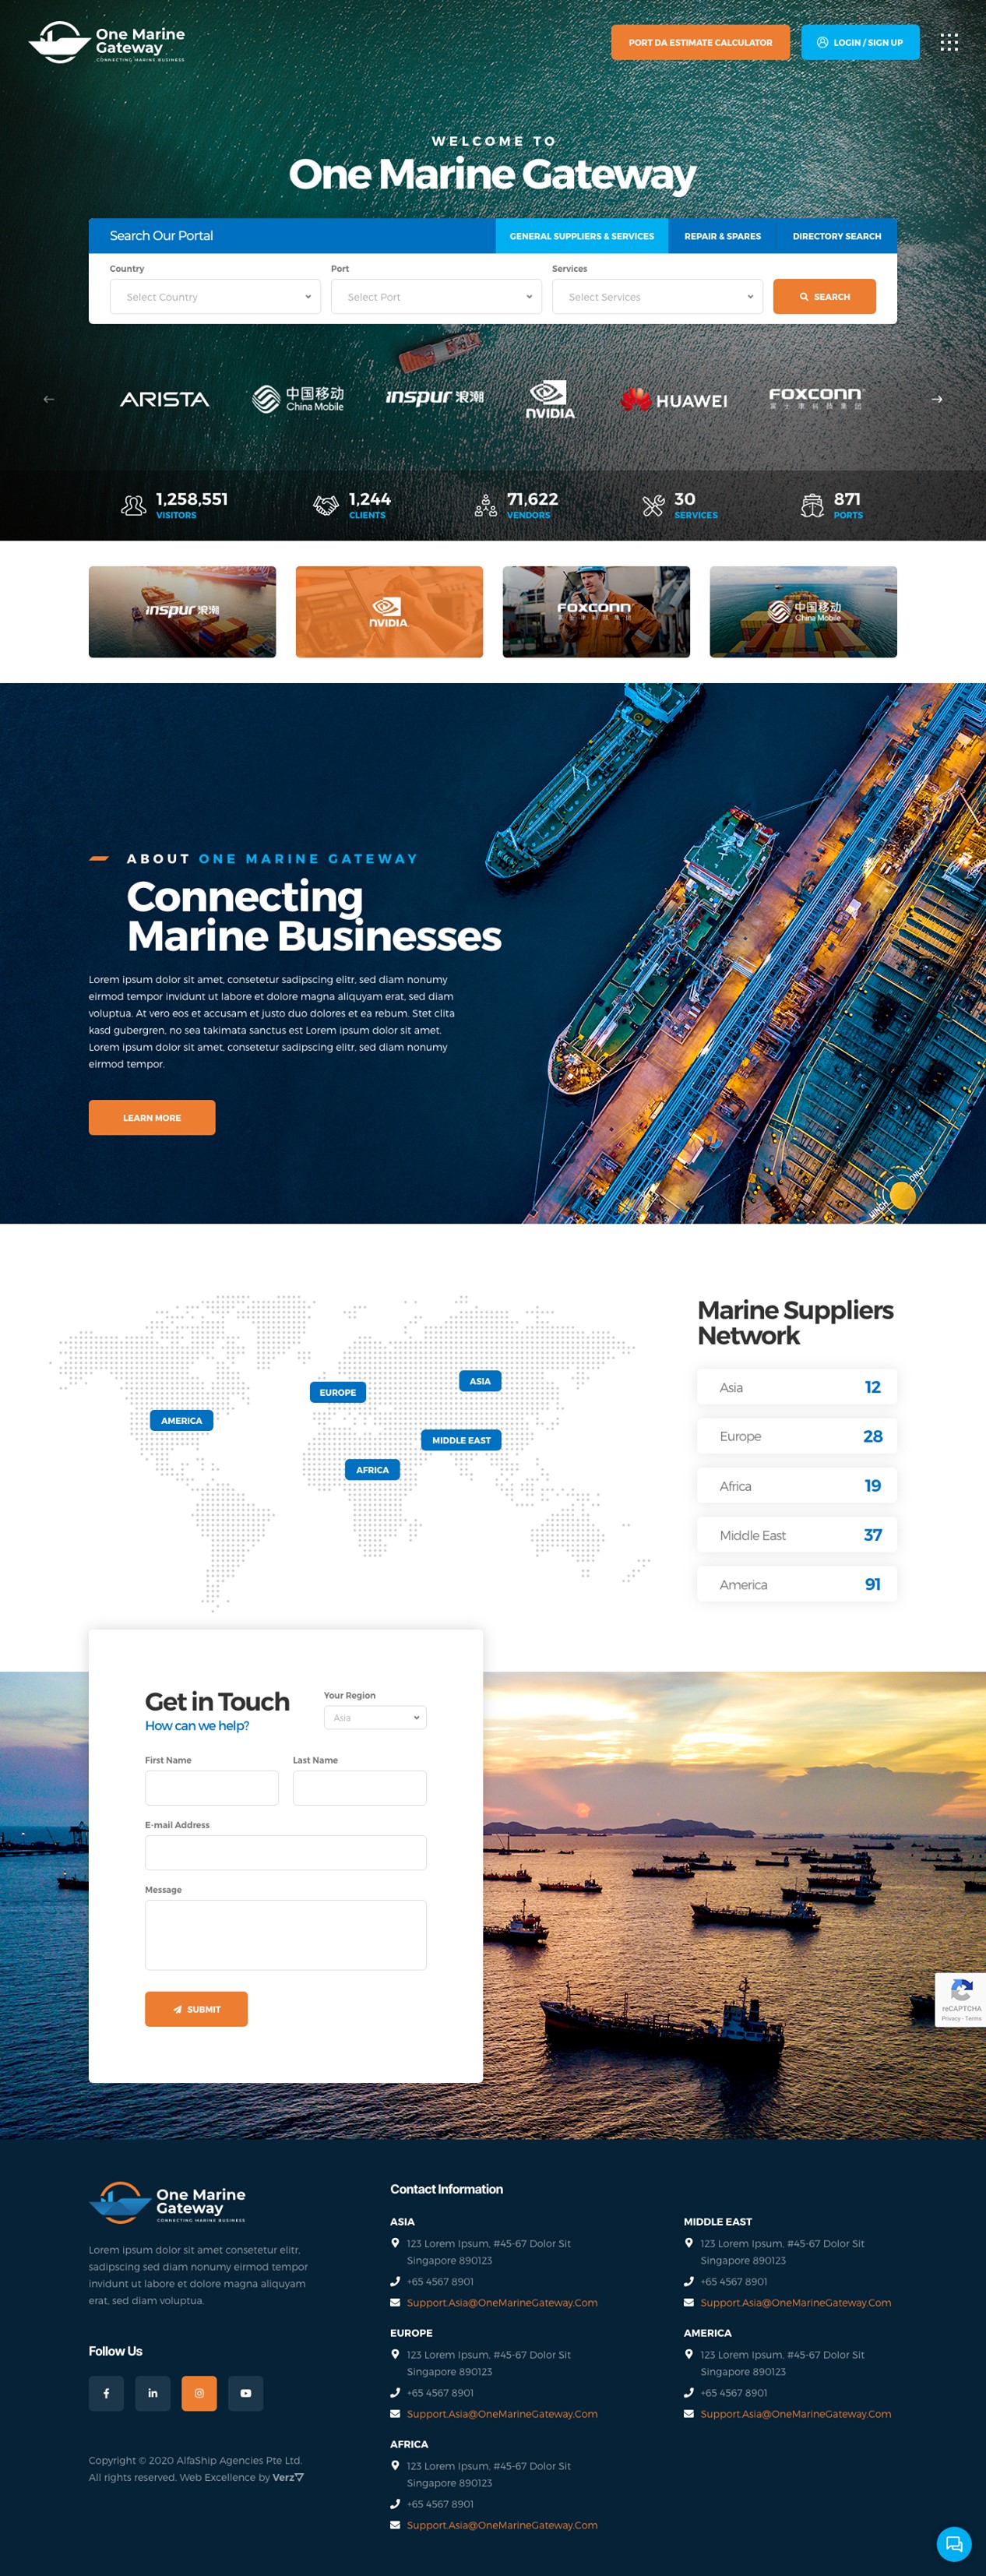 One Marine
Gateway
CONNECTING MARINE BUSINESS
PORT DA ESTIMATE CALCULATOR
LOGIN / SIGN UP
WELCOME TO
One Marine Gateway
Search Our Portal
GENERAL SUPPLIERS & SERVICES
REPAIR & SPARES
DIRECTORY SEARCH
Country
Port
Services
Select Country
Select Port
Select Services
SEARCH
ARISTA
中国移动
China Mobile
inspur 浪潮
NVIDIA
HUAWEI
FOXCONN
富士康科技集团
1,258,551
VISITORS
1,244
CLIENTS
71,622
VENDORS
30
SERVICES
871
PORTS
inspur 浪潮
NVIDIA
FOXCONN
中国移动
China Mobile
ABOUT ONE MARINE GATEWAY
Connecting
Marine Businesses
Lorem ipsum dolor sit amet, consetetur sadipscing elitr, sed diam nonumy
eirmod tempor invidunt ut labore et dolore magna aliquyam erat, sed diam
voluptua. At vero eos et accusam et justo duo dolores et ea rebum. Stet clita
kasd gubergren, no sea takimata sanctus est Lorem ipsum dolor sit amet.
Lorem ipsum dolor sit amet, consetetur sadipscing elitr, sed diam nonumy
eirmod tempor.
LEARN MORE
WINCH ONLY
Marine Suppliers
Network
AMERICA
EUROPE
ASIA
MIDDLE EAST
AFRICA
Asia 12
Europe 28
Africa 19
Middle East 37
America 91
Get in Touch
How can we help?
Your Region
Asia
First Name
Last Name
E-mail Address
Message
SUBMIT
reCAPTCHA
Privacy - Terms
One Marine
Gateway
CONNECTING MARINE BUSINESS
Lorem ipsum dolor sit amet consetetur elitr,
sadipscing sed diam nonumy eirmod tempor
invidunt ut labore et dolore magna aliquyam
erat, sed diam voluptua.
Follow Us
Copyright © 2020 AlfaShip Agencies Pte Ltd.
All rights reserved. Web Excellence by Verz
Contact Information
ASIA
123 Lorem Ipsum, #45-67 Dolor Sit
Singapore 890123
+65 4567 8901
Support.Asia@OneMarineGateway.Com
MIDDLE EAST
123 Lorem Ipsum, #45-67 Dolor Sit
Singapore 890123
+65 4567 8901
Support.Asia@OneMarineGateway.Com
EUROPE
123 Lorem Ipsum, #45-67 Dolor Sit
Singapore 890123
+65 4567 8901
Support.Asia@OneMarineGateway.Com
AMERICA
123 Lorem Ipsum, #45-67 Dolor Sit
Singapore 890123
+65 4567 8901
Support.Asia@OneMarineGateway.Com
AFRICA
123 Lorem Ipsum, #45-67 Dolor Sit
Singapore 890123
+65 4567 8901
Support.Asia@OneMarineGateway.Com